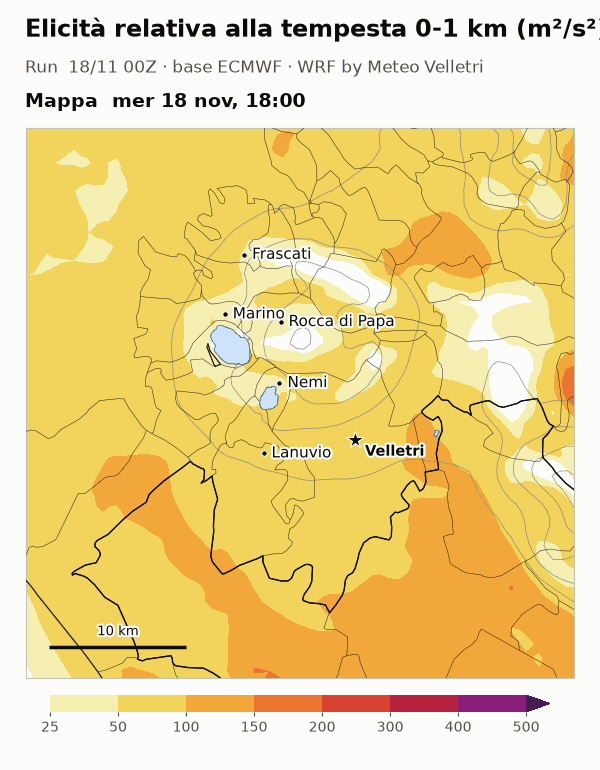 Elicità relativa alla tempesta 0-1 km (m²/s²)
Run 18/11 00Z · base ECMWF · WRF by Meteo Velletri
Mappa mer 18 nov, 18:00
Frascati
Marino
Rocca di Papa
Nemi
Velletri
Lanuvio
10 km
25 50 100 150 200 300 400 500